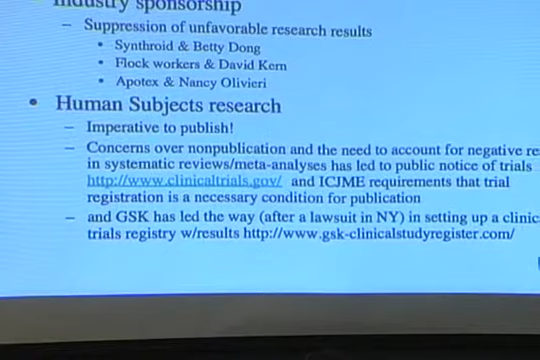 Industry sponsorship
– Suppression of unfavorable research results
• Synthroid & Betty Dong
• Flock workers & David Kern
• Apotex & Nancy Olivieri
• Human Subjects research
– Imperative to publish!
– Concerns over nonpublication and the need to account for negative re
in systematic reviews/meta-analyses has led to public notice of trials
http://www.clinicaltrials.gov/ and ICJME requirements that trial
registration is a necessary condition for publication
– and GSK has led the way (after a lawsuit in NY) in setting up a clinic
trials registry w/results http://www.gsk-clinicalstudyregister.com/